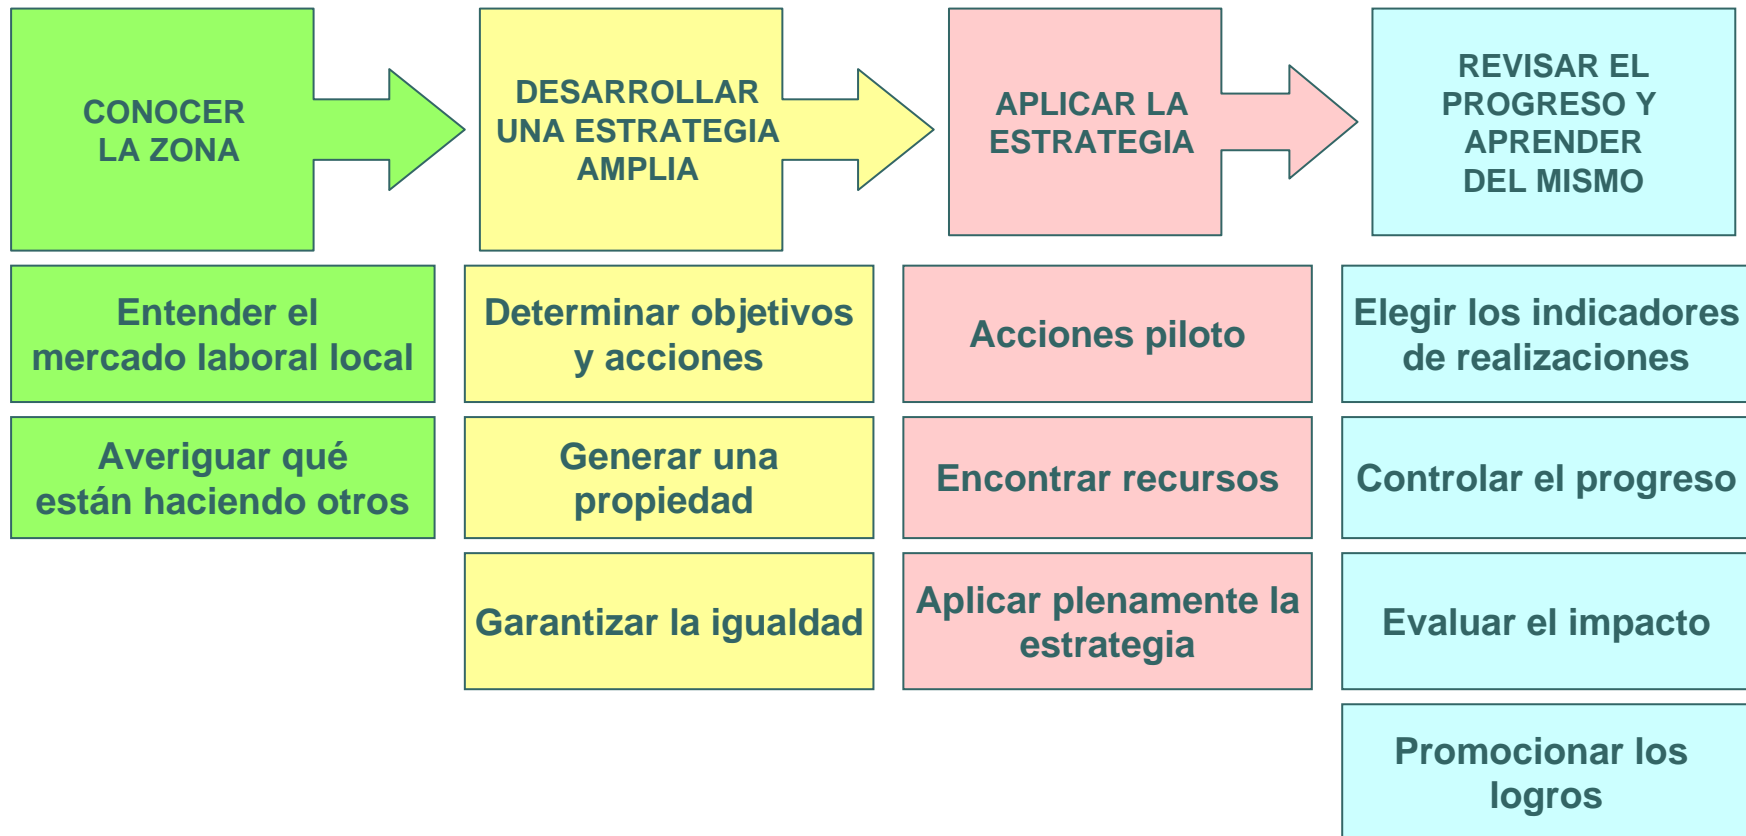 CONOCER
LA ZONA
DESARROLLAR
UNA ESTRATEGIA
AMPLIA
APLICAR LA
ESTRATEGIA
REVISAR EL
PROGRESO Y
APRENDER
DEL MISMO
Entender el
mercado laboral local
Averiguar qué
están haciendo otros
Determinar objetivos
y acciones
Generar una
propiedad
Garantizar la igualdad
Acciones piloto
Encontrar recursos
Aplicar plenamente la
estrategia
Elegir los indicadores
de realizaciones
Controlar el progreso
Evaluar el impacto
Promocionar los
logros